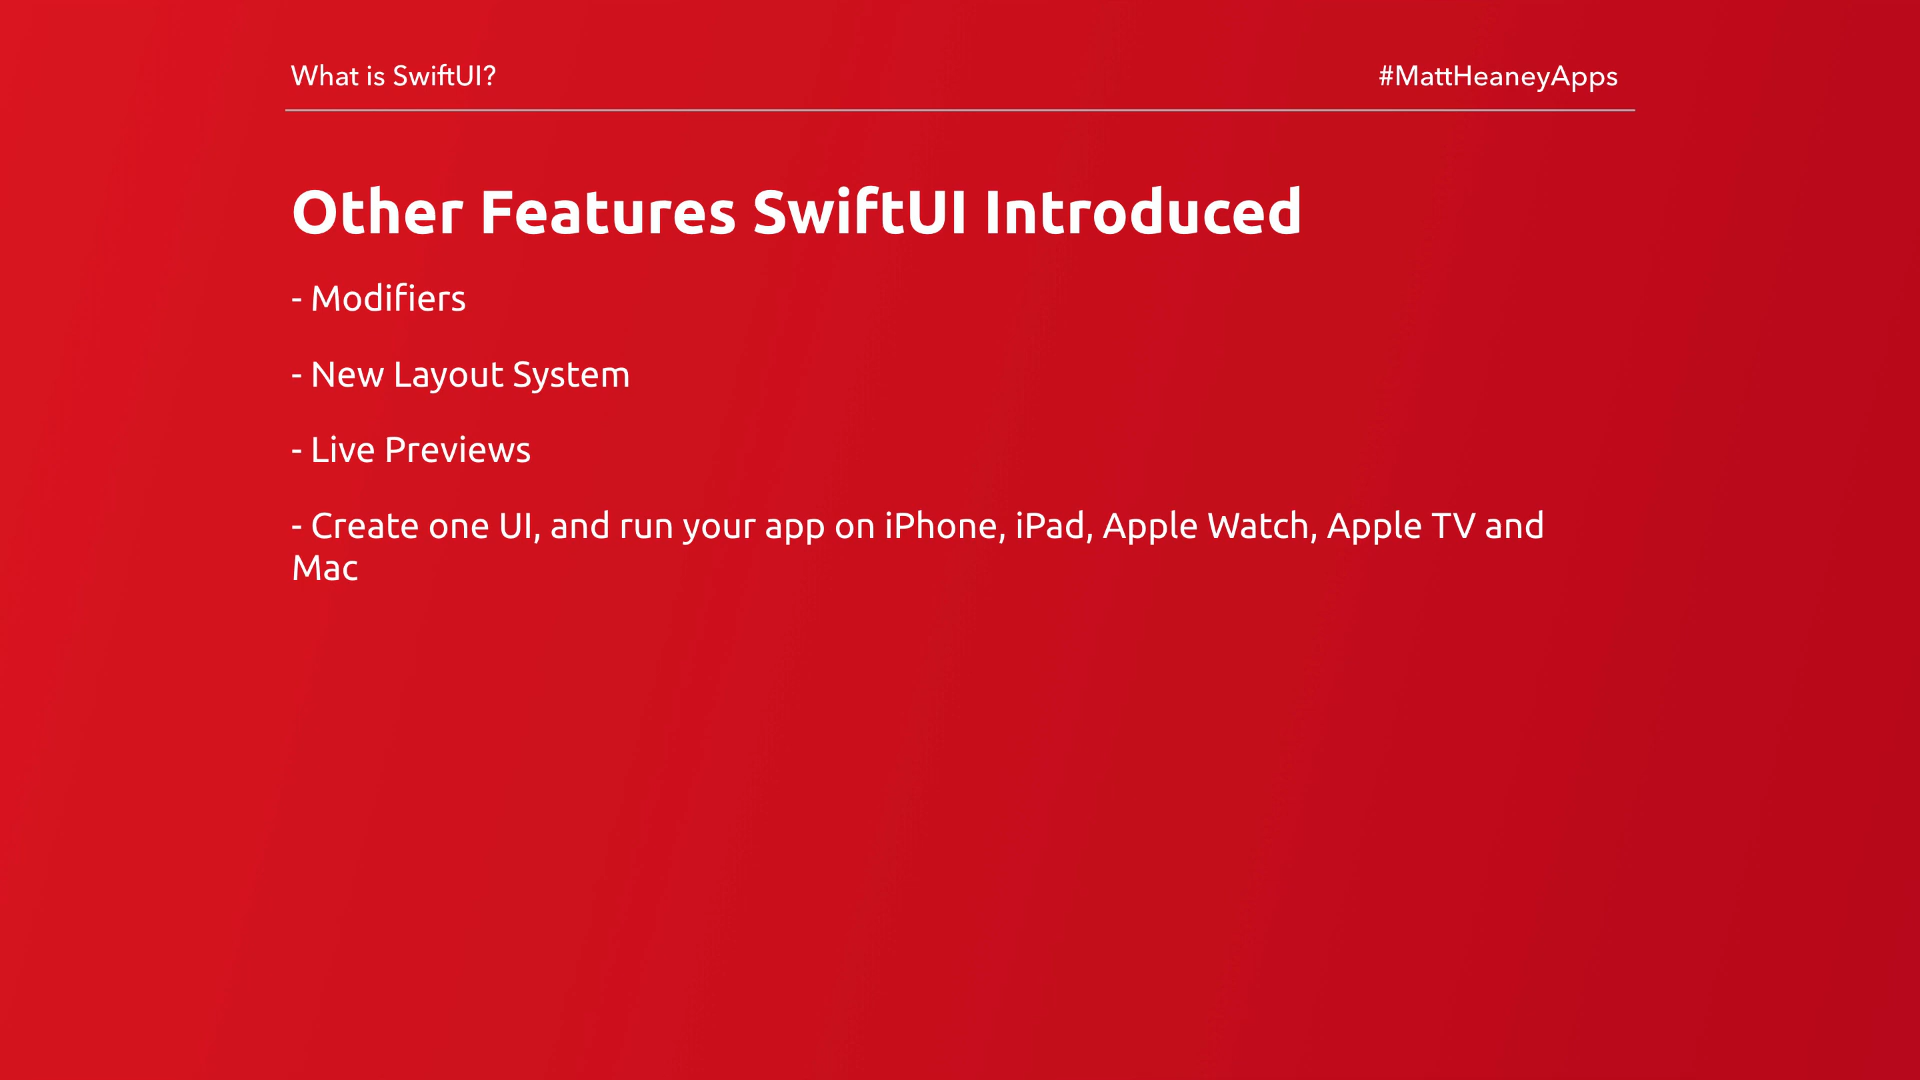 What is SwiftUI?
#MattHeaneyApps
Other Features SwiftUI Introduced
- Modifiers
- New Layout System
- Live Previews
- Create one UI, and run your app on iPhone, iPad, Apple Watch, Apple TV and
Mac